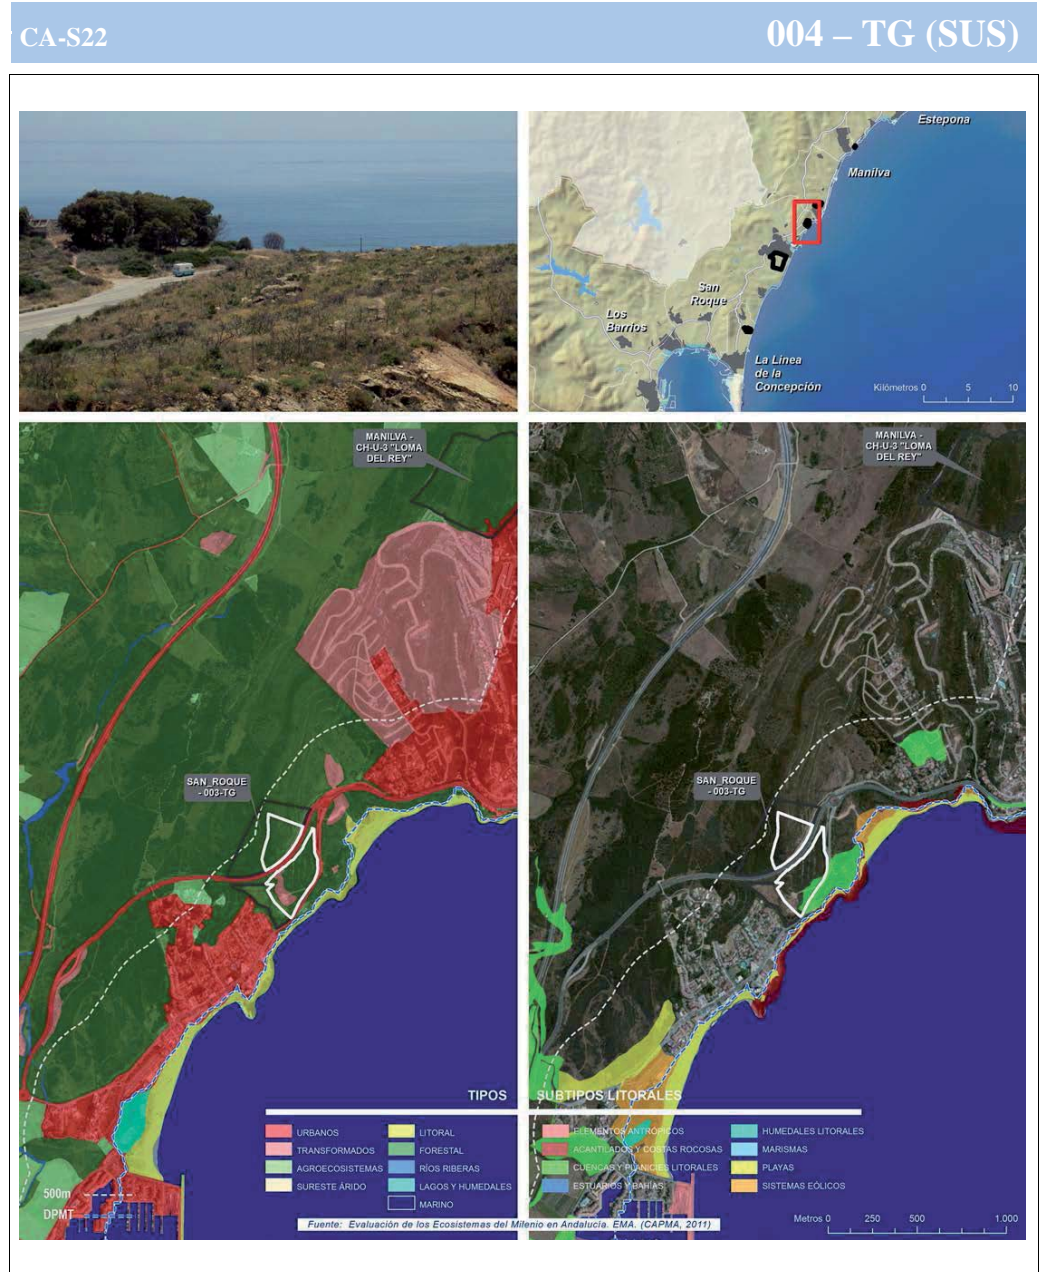 CA-S22
004 – TG (SUS)
Estepona
Manilva
San
Roque
Los
Barrios
La Línea
de la
Concepción
Kilómetros 0 5 10
MANILVA -
CH-U-3 "LOMA
DEL REY"
SAN_ROQUE
- 003-TG
TIPOS
URBANOS
TRANSFORMADOS
AGROECOSISTEMAS
SURESTE ÁRIDO
LITORAL
FORESTAL
RÍOS RIBERAS
LAGOS Y HUMEDALES
MARINO
500m
DPMT
MANILVA -
CH-U-3 "LOMA
DEL REY"
SAN_ROQUE
- 003-TG
SUBTIPOS LITORALES
ELEMENTOS ANTRÓPICOS
ACANTILADOS Y COSTAS ROCOSAS
CUENCAS Y PLANICIES LITORALES
ESTUARIOS Y BAHÍAS
HUMEDALES LITORALES
MARISMAS
PLAYAS
SISTEMAS EÓLICOS
Fuente: Evaluación de los Ecosistemas del Milenio en Andalucía. EMA. (CAPMA, 2011)
Metros 0 250 500 1.000